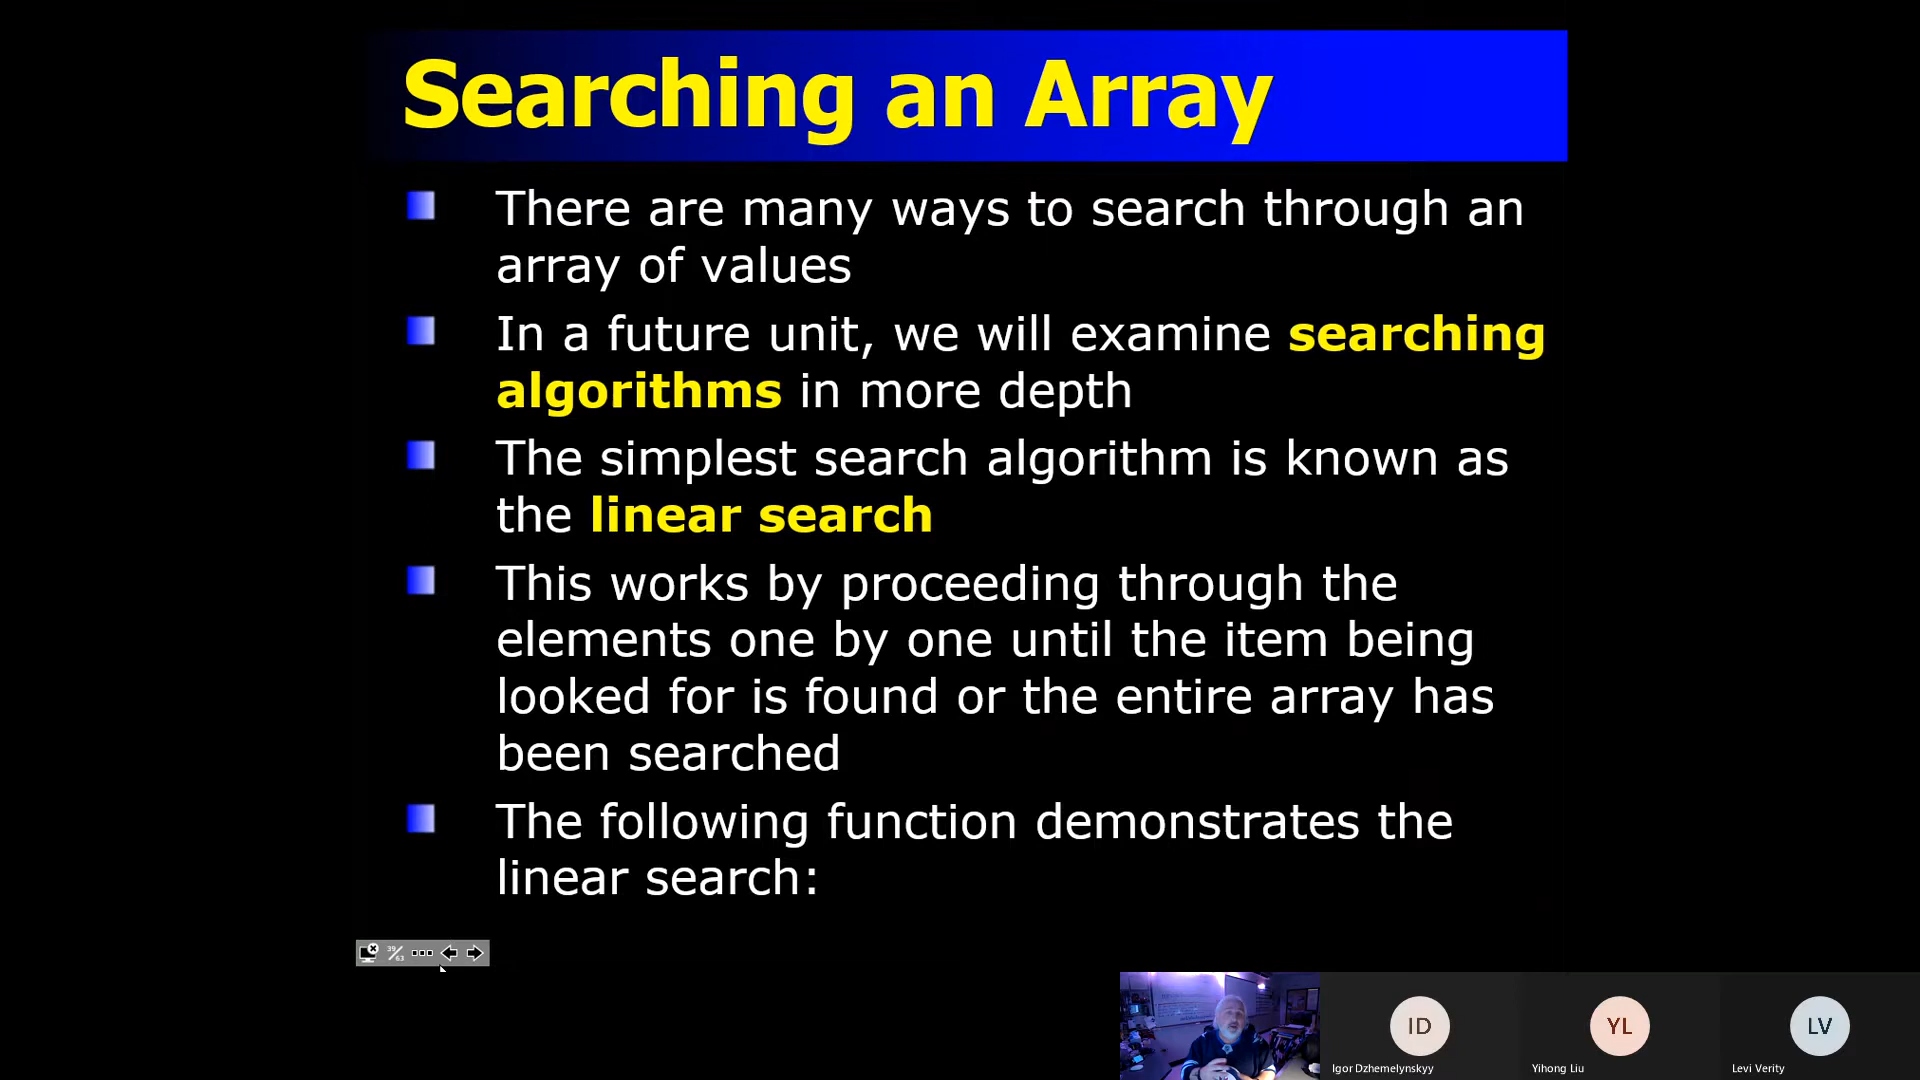 Searching an Array
There are many ways to search through an
array of values
In a future unit, we will examine searching
algorithms in more depth
The simplest search algorithm is known as
the linear search
This works by proceeding through the
elements one by one until the item being
looked for is found or the entire array has
been searched
The following function demonstrates the
linear search:
39/63
ID
YL
LV
Igor Dzhemelynskyy
Yihong Liu
Levi Verity